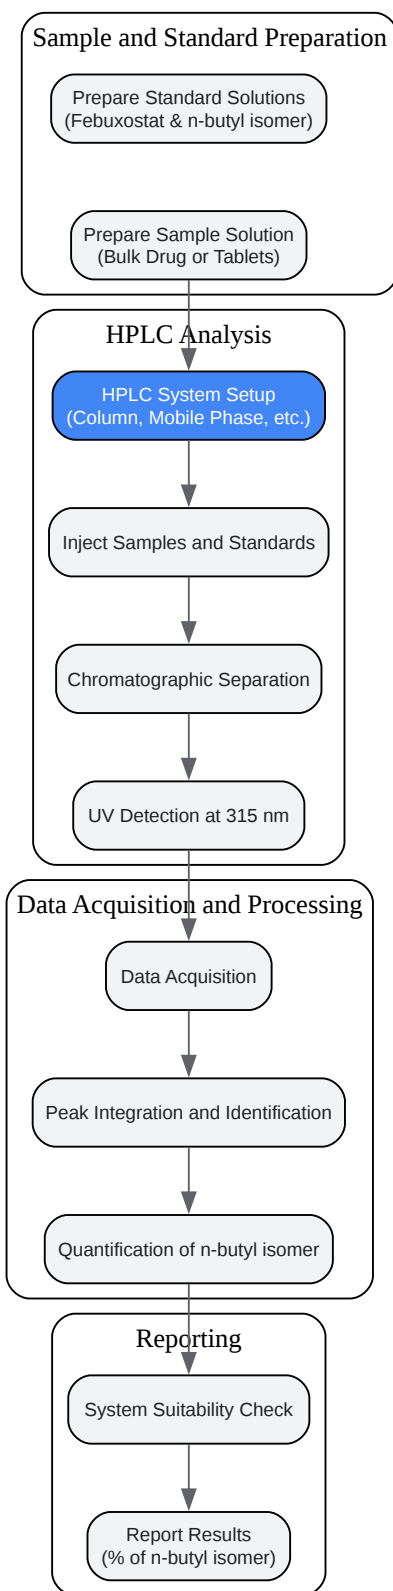 Sample and Standard Preparation
Prepare Standard Solutions
(Febuxostat & n-butyl isomer)
Prepare Sample Solution
(Bulk Drug or Tablets)
HPLC Analysis
HPLC System Setup
(Column, Mobile Phase, etc.)
Inject Samples and Standards
Chromatographic Separation
UV Detection at 315 nm
Data Acquisition and Processing
Data Acquisition
Peak Integration and Identification
Quantification of n-butyl isomer
Reporting
System Suitability Check
Report Results
(% of n-butyl isomer)